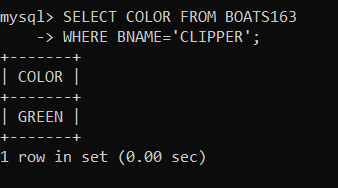 mysql> SELECT COLOR FROM BOATS163
    -> WHERE BNAME='CLIPPER';
+-------+
| COLOR |
+-------+
| GREEN |
+-------+
1 row in set (0.00 sec)